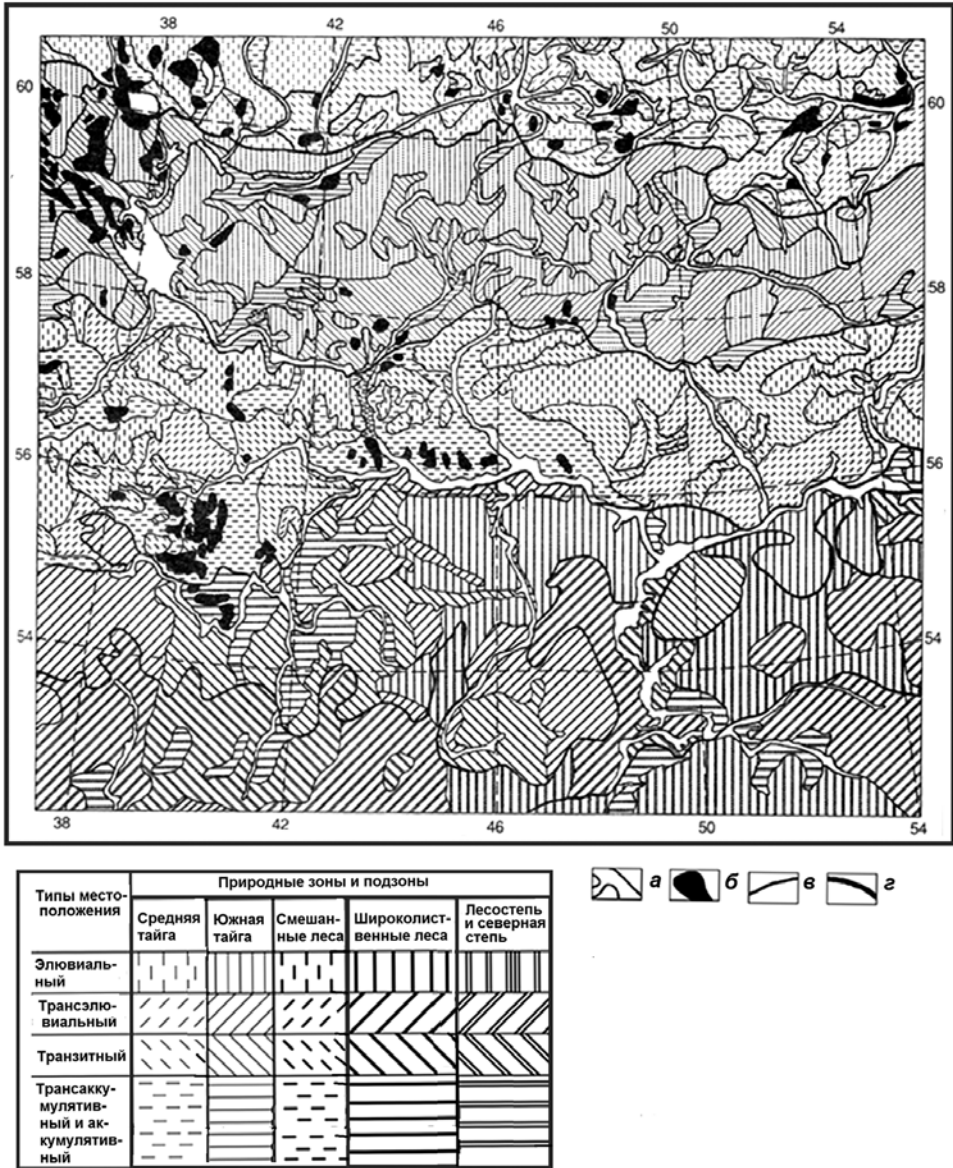 38 42 46 50 54
60 60
58 58
56 56
54 54
38 42 46 50 54
Типы место-
положения
Природные зоны и подзоны
Средняя
тайга
Южная
тайга
Смешан-
ные леса
Широколист-
венные леса
Лесостепь
и северная
степь
Элювиаль-
ный
Трансэлю-
виальный
Транзитный
Трансакку-
мулятив-
ный и ак-
кумулятив-
ный
а б в г